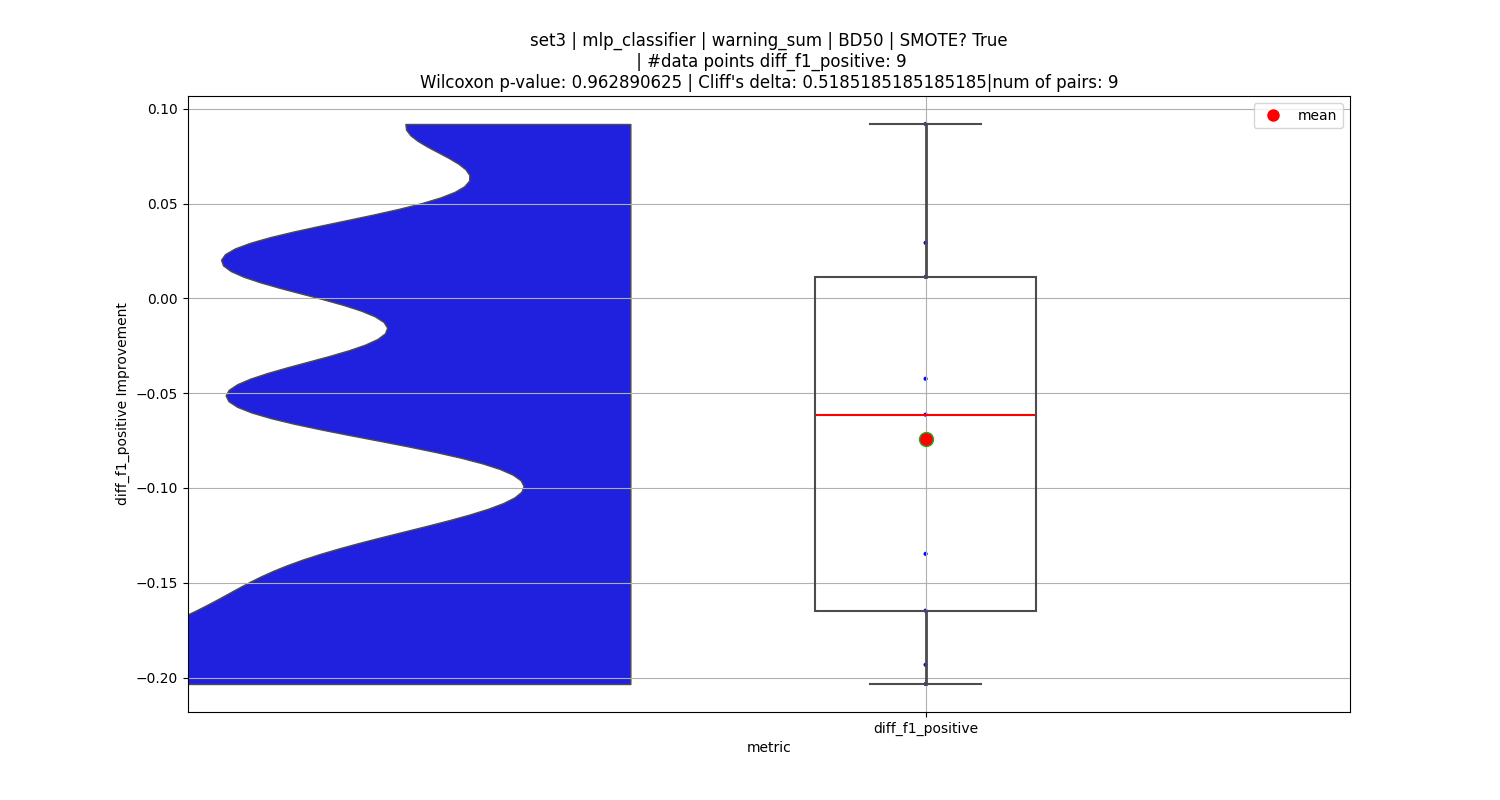 set3 | mlp_classifier | warning_sum | BD50 | SMOTE? True
| #data points diff_f1_positive: 9
Wilcoxon p-value: 0.962890625 | Cliff's delta: 0.5185185185185185|num of pairs: 9
mean
0.10
0.05
0.00
−0.05
−0.10
−0.15
−0.20
diff_f1_positive Improvement
diff_f1_positive
metric